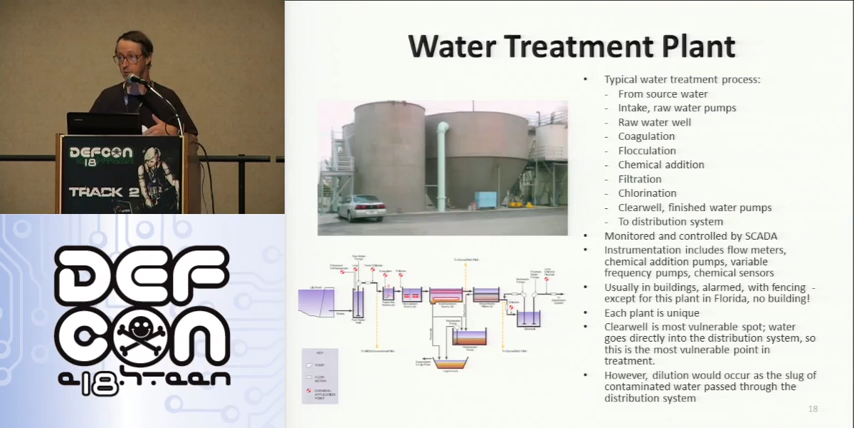 Water Treatment Plant
• Typical water treatment process:
- From source water
- Intake, raw water pumps
- Raw water well
- Coagulation
- Flocculation
- Chemical addition
- Filtration
- Chlorination
- Clearwell, finished water pumps
- To distribution system
• Monitored and controlled by SCADA
• Instrumentation includes flow meters,
chemical addition pumps, variable
frequency pumps, chemical sensors
• Usually in buildings, alarmed, with fencing -
except for this plant in Florida, no building!
• Each plant is unique
• Clearwell is most vulnerable spot; water
goes directly into the distribution system, so
this is the most vulnerable point in
treatment.
• However, dilution would occur as the slug of
contaminated water passed through the
distribution system
18
DEFCON
18
TRACK 2
DEF
CON
e18hteen